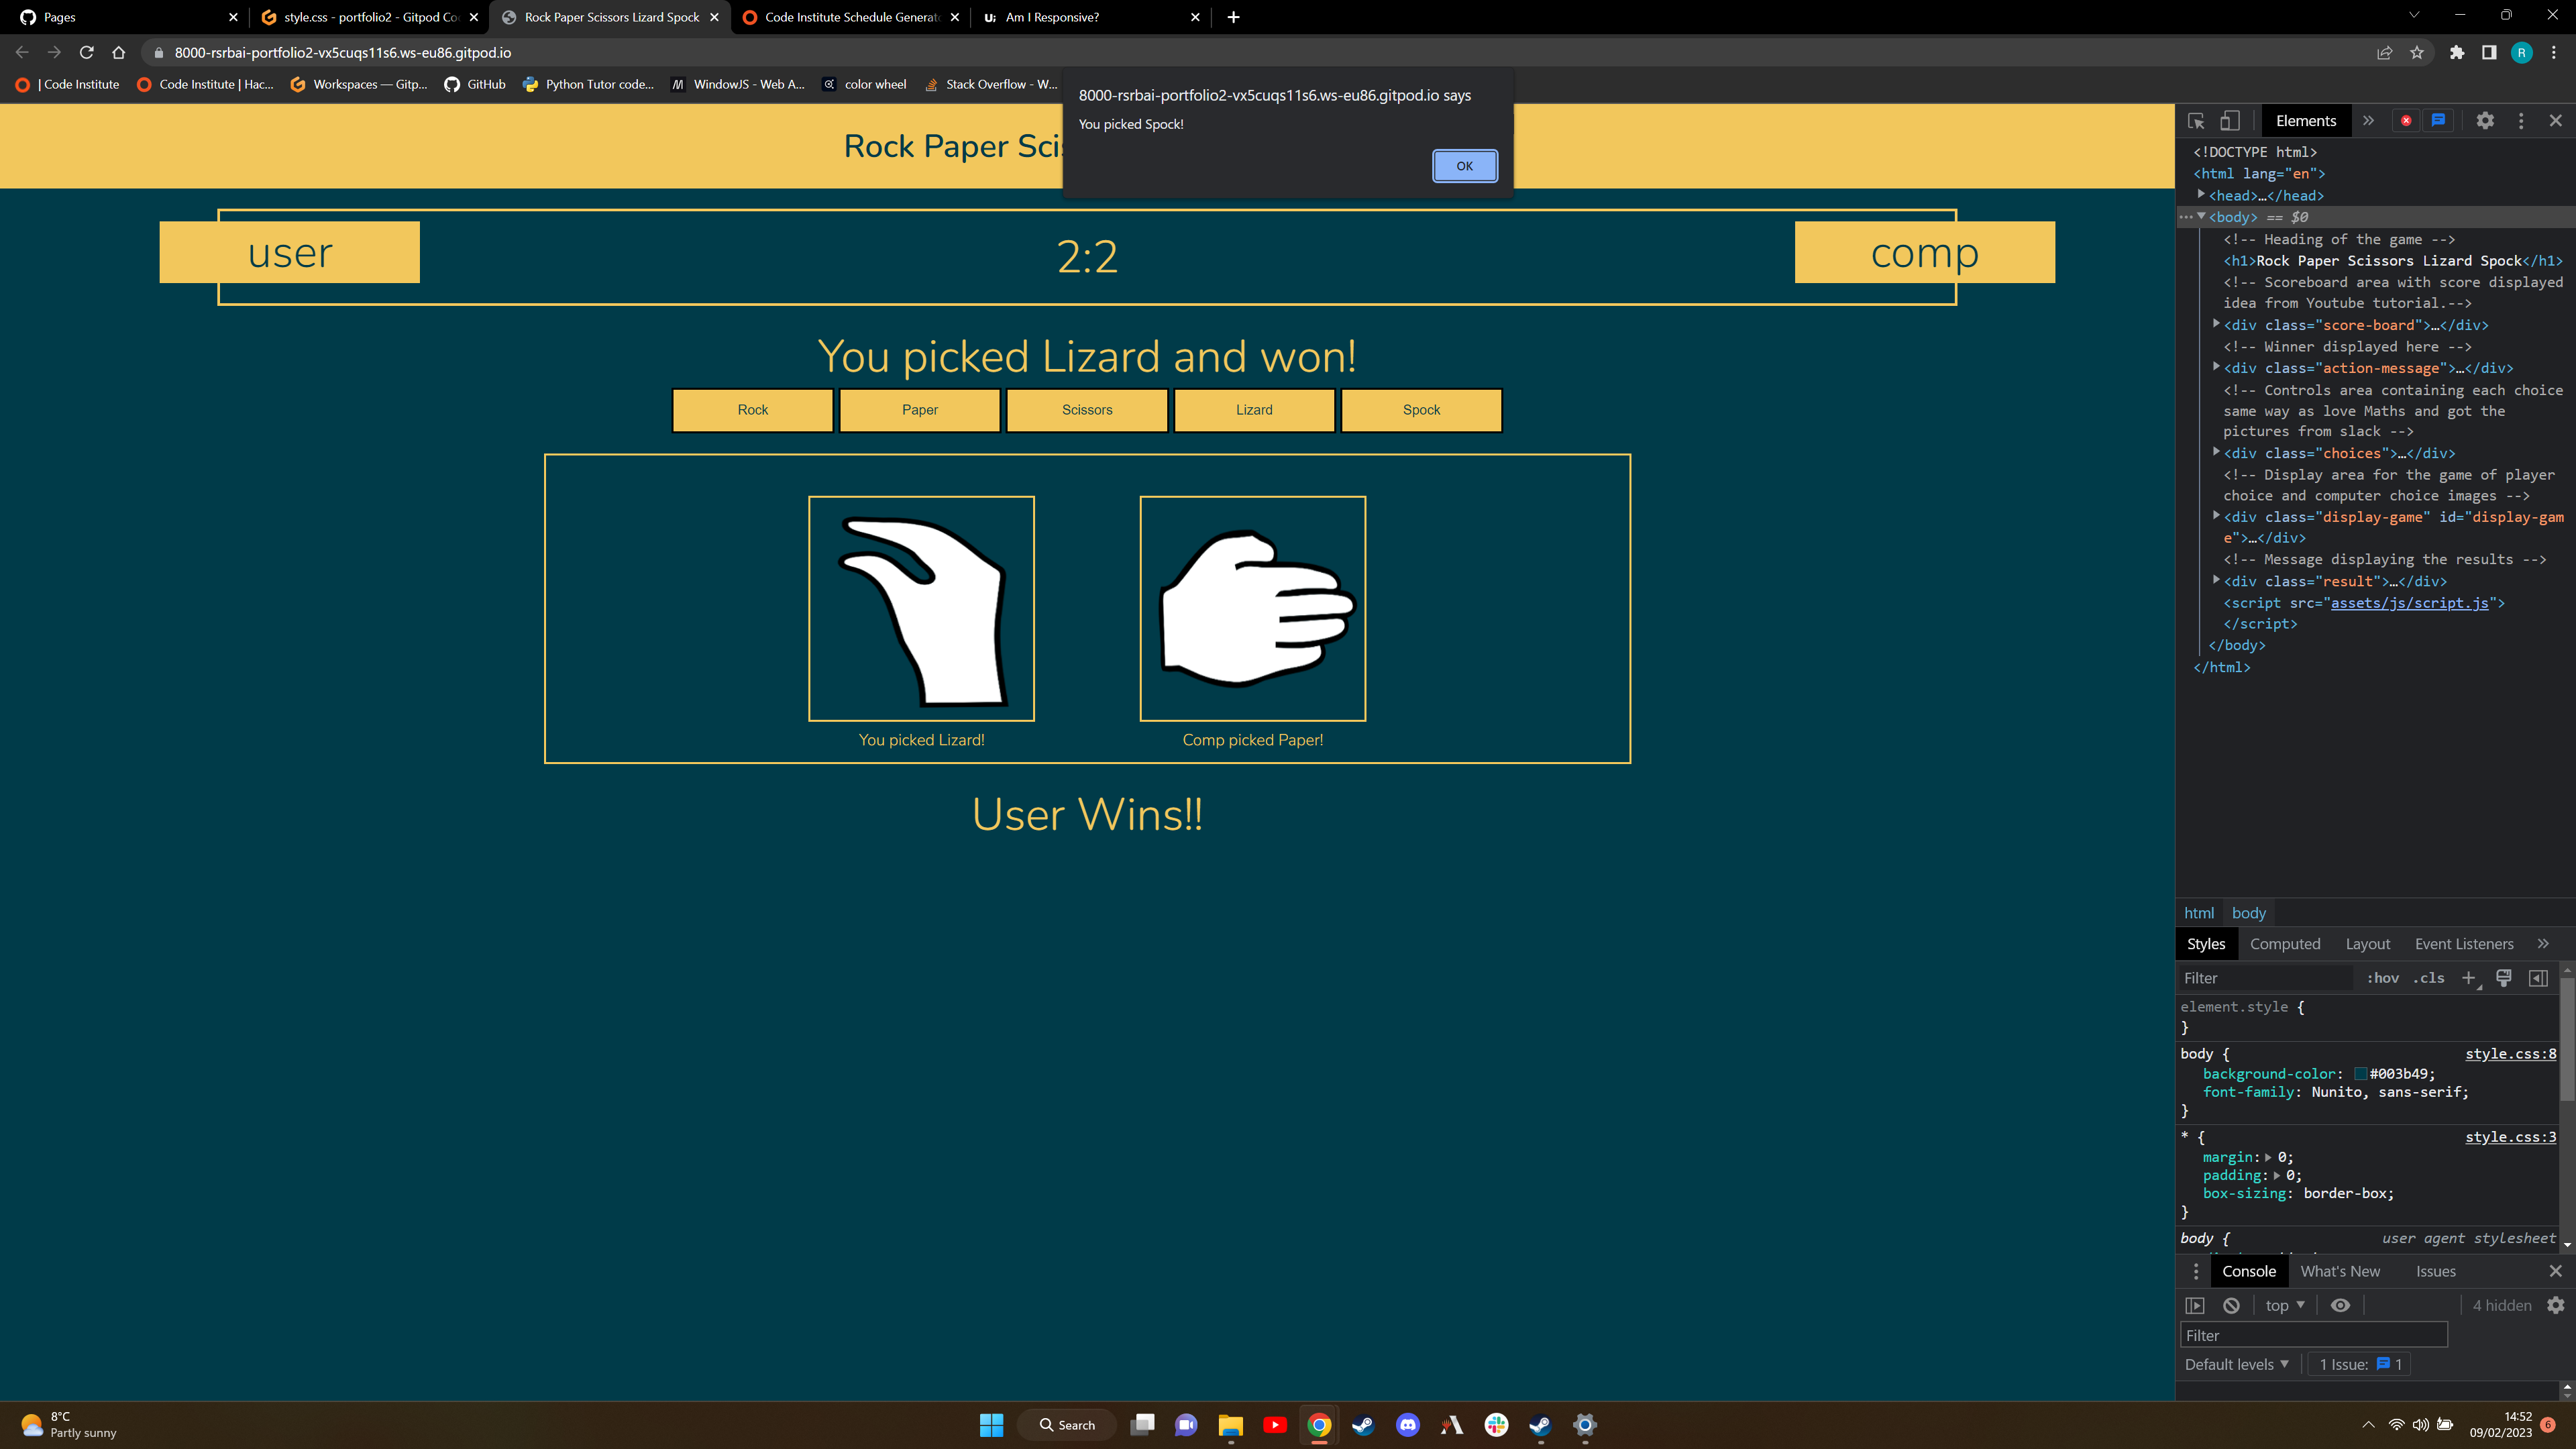 Pages
style.css - portfolio2 - Gitpod Co
Rock Paper Scissors Lizard Spock
Code Institute Schedule Generato
Am I Responsive?
8000-rsrbai-portfolio2-vx5cuqs11s6.ws-eu86.gitpod.io
R
| Code Institute
Code Institute | Hac...
Workspaces — Gitp...
GitHub
Python Tutor code...
WindowJS - Web A...
color wheel
Stack Overflow - W...
8000-rsrbai-portfolio2-vx5cuqs11s6.ws-eu86.gitpod.io says
You picked Spock!
OK
Rock Paper Scis
user
2:2
comp
You picked Lizard and won!
Rock
Paper
Scissors
Lizard
Spock
You picked Lizard!
Comp picked Paper!
User Wins!!
Elements
<!DOCTYPE html>
<html lang="en">
<head>…</head>
<body> == $0
<!-- Heading of the game -->
<h1>Rock Paper Scissors Lizard Spock</h1>
<!-- Scoreboard area with score displayed
idea from Youtube tutorial.-->
<div class="score-board">…</div>
<!-- Winner displayed here -->
<div class="action-message">…</div>
<!-- Controls area containing each choice
same way as love Maths and got the
pictures from slack -->
<div class="choices">…</div>
<!-- Display area for the game of player
choice and computer choice images -->
<div class="display-game" id="display-gam
e">…</div>
<!-- Message displaying the results -->
<div class="result">…</div>
<script src="assets/js/script.js">
</script>
</body>
</html>
html body
Styles Computed Layout Event Listeners
Filter :hov .cls
element.style {
}
body { style.css:8
background-color: #003b49;
font-family: Nunito, sans-serif;
}
* { style.css:3
margin: 0;
padding: 0;
box-sizing: border-box;
}
body { user agent stylesheet
Console What's New Issues
top 4 hidden
Filter
Default levels 1 Issue: 1
8°C
Partly sunny
Search
14:52
09/02/2023
6